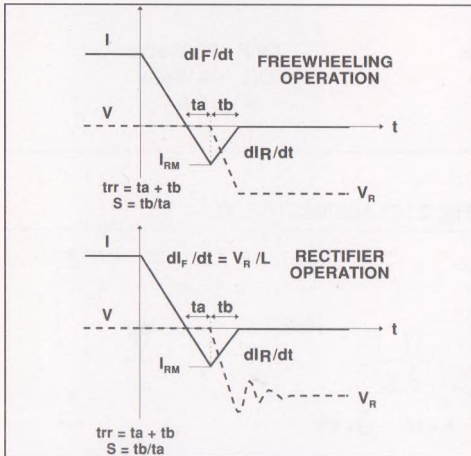 I
dI F/dt
FREEWHEELING
OPERATION
ta tb
V
t
IRM
dIR/dt
VR
trr = ta + tb
S = tb/ta
I
dIF /dt = VR /L
RECTIFIER
OPERATION
ta tb
V
t
IRM
dIR/dt
VR
trr = ta + tb
S = tb/ta